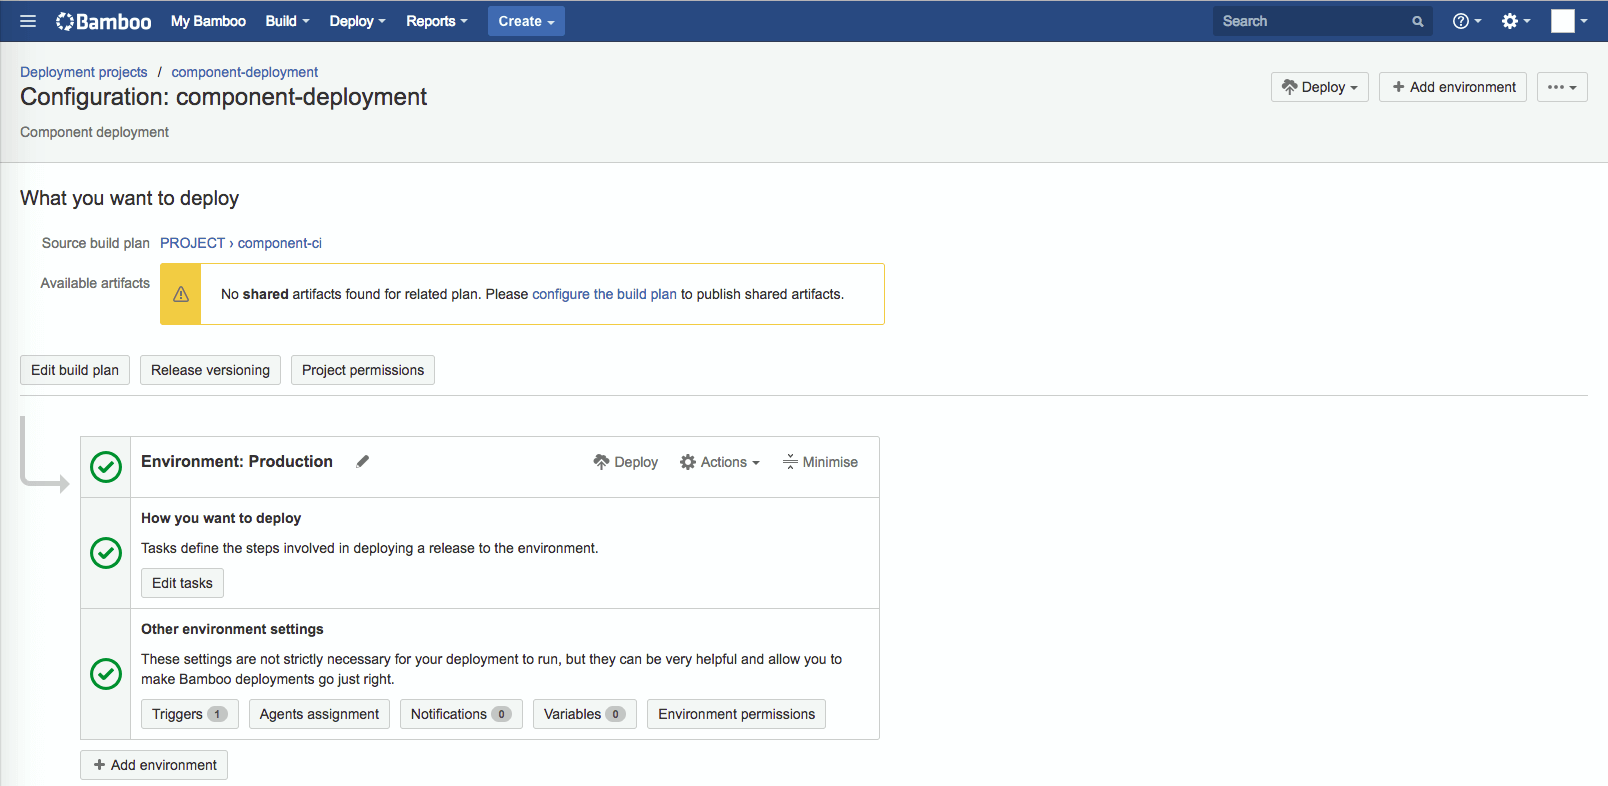 Bamboo My Bamboo Build Deploy Reports Create Search
Deployment projects / component-deployment
Configuration: component-deployment
Deploy + Add environment ...
Component deployment
What you want to deploy
Source build plan PROJECT › component-ci
Available artifacts
No shared artifacts found for related plan. Please configure the build plan to publish shared artifacts.
Edit build plan Release versioning Project permissions
Environment: Production Deploy Actions Minimise
How you want to deploy
Tasks define the steps involved in deploying a release to the environment.
Edit tasks
Other environment settings
These settings are not strictly necessary for your deployment to run, but they can be very helpful and allow you to
make Bamboo deployments go just right.
Triggers 1 Agents assignment Notifications 0 Variables 0 Environment permissions
+ Add environment